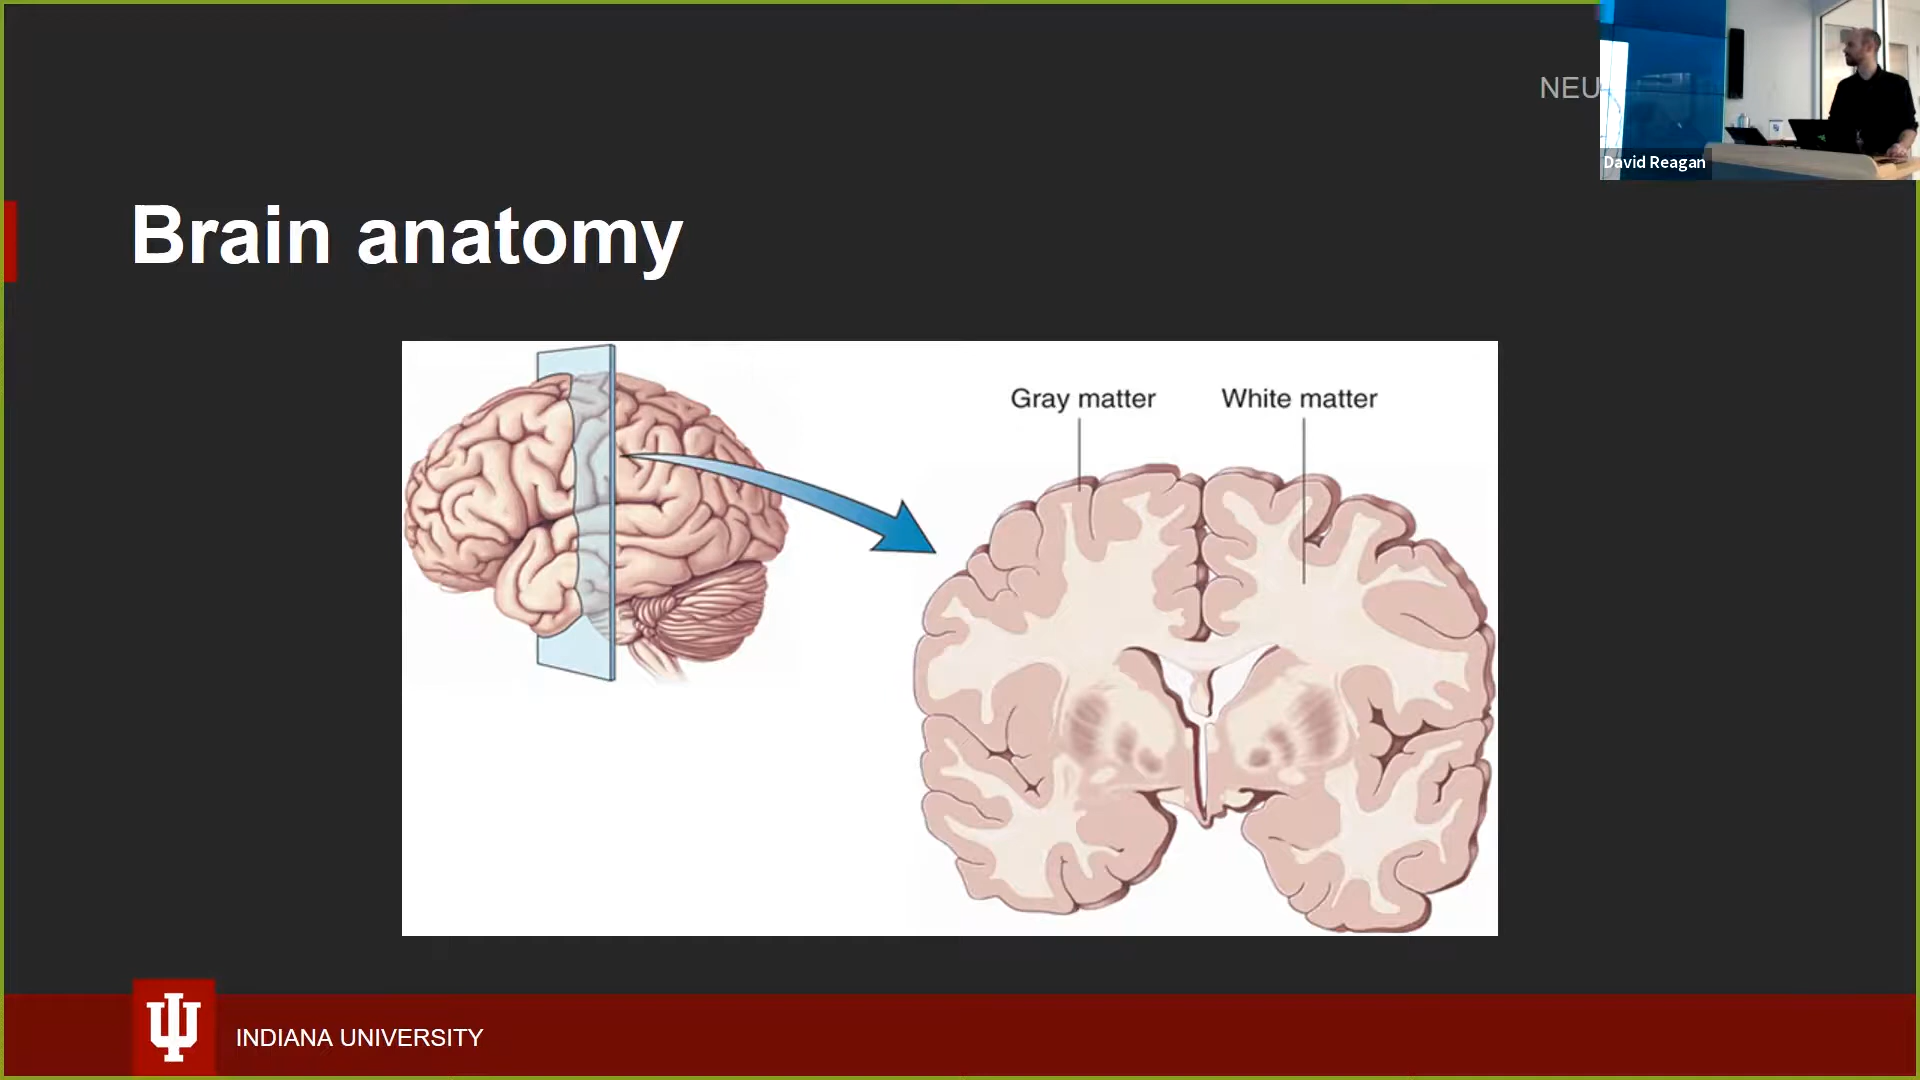 NEU
David Reagan
Brain anatomy
Gray matter
White matter
INDIANA UNIVERSITY